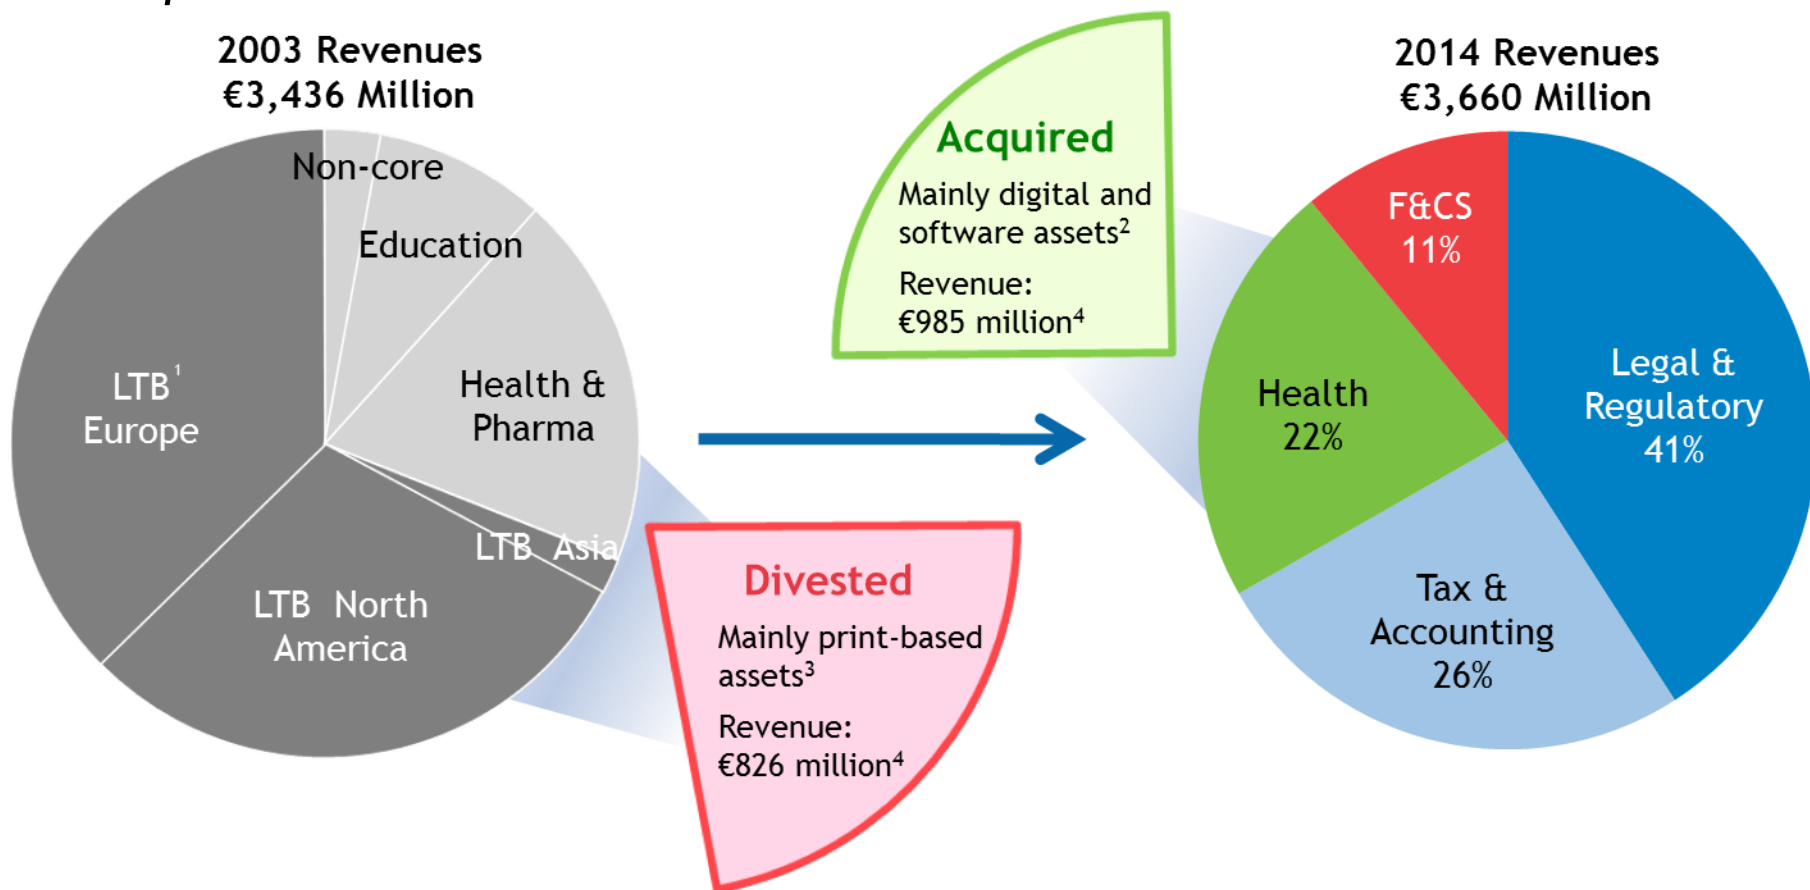 2003 Revenues
€3,436 Million
Non-core
Education
Health &
Pharma
LTB¹
Europe
LTB Asia
LTB North
America
Acquired
Mainly digital and
software assets²
Revenue:
€985 million⁴
Divested
Mainly print-based
assets³
Revenue:
€826 million⁴
2014 Revenues
€3,660 Million
F&CS
11%
Legal &
Regulatory
41%
Health
22%
Tax &
Accounting
26%